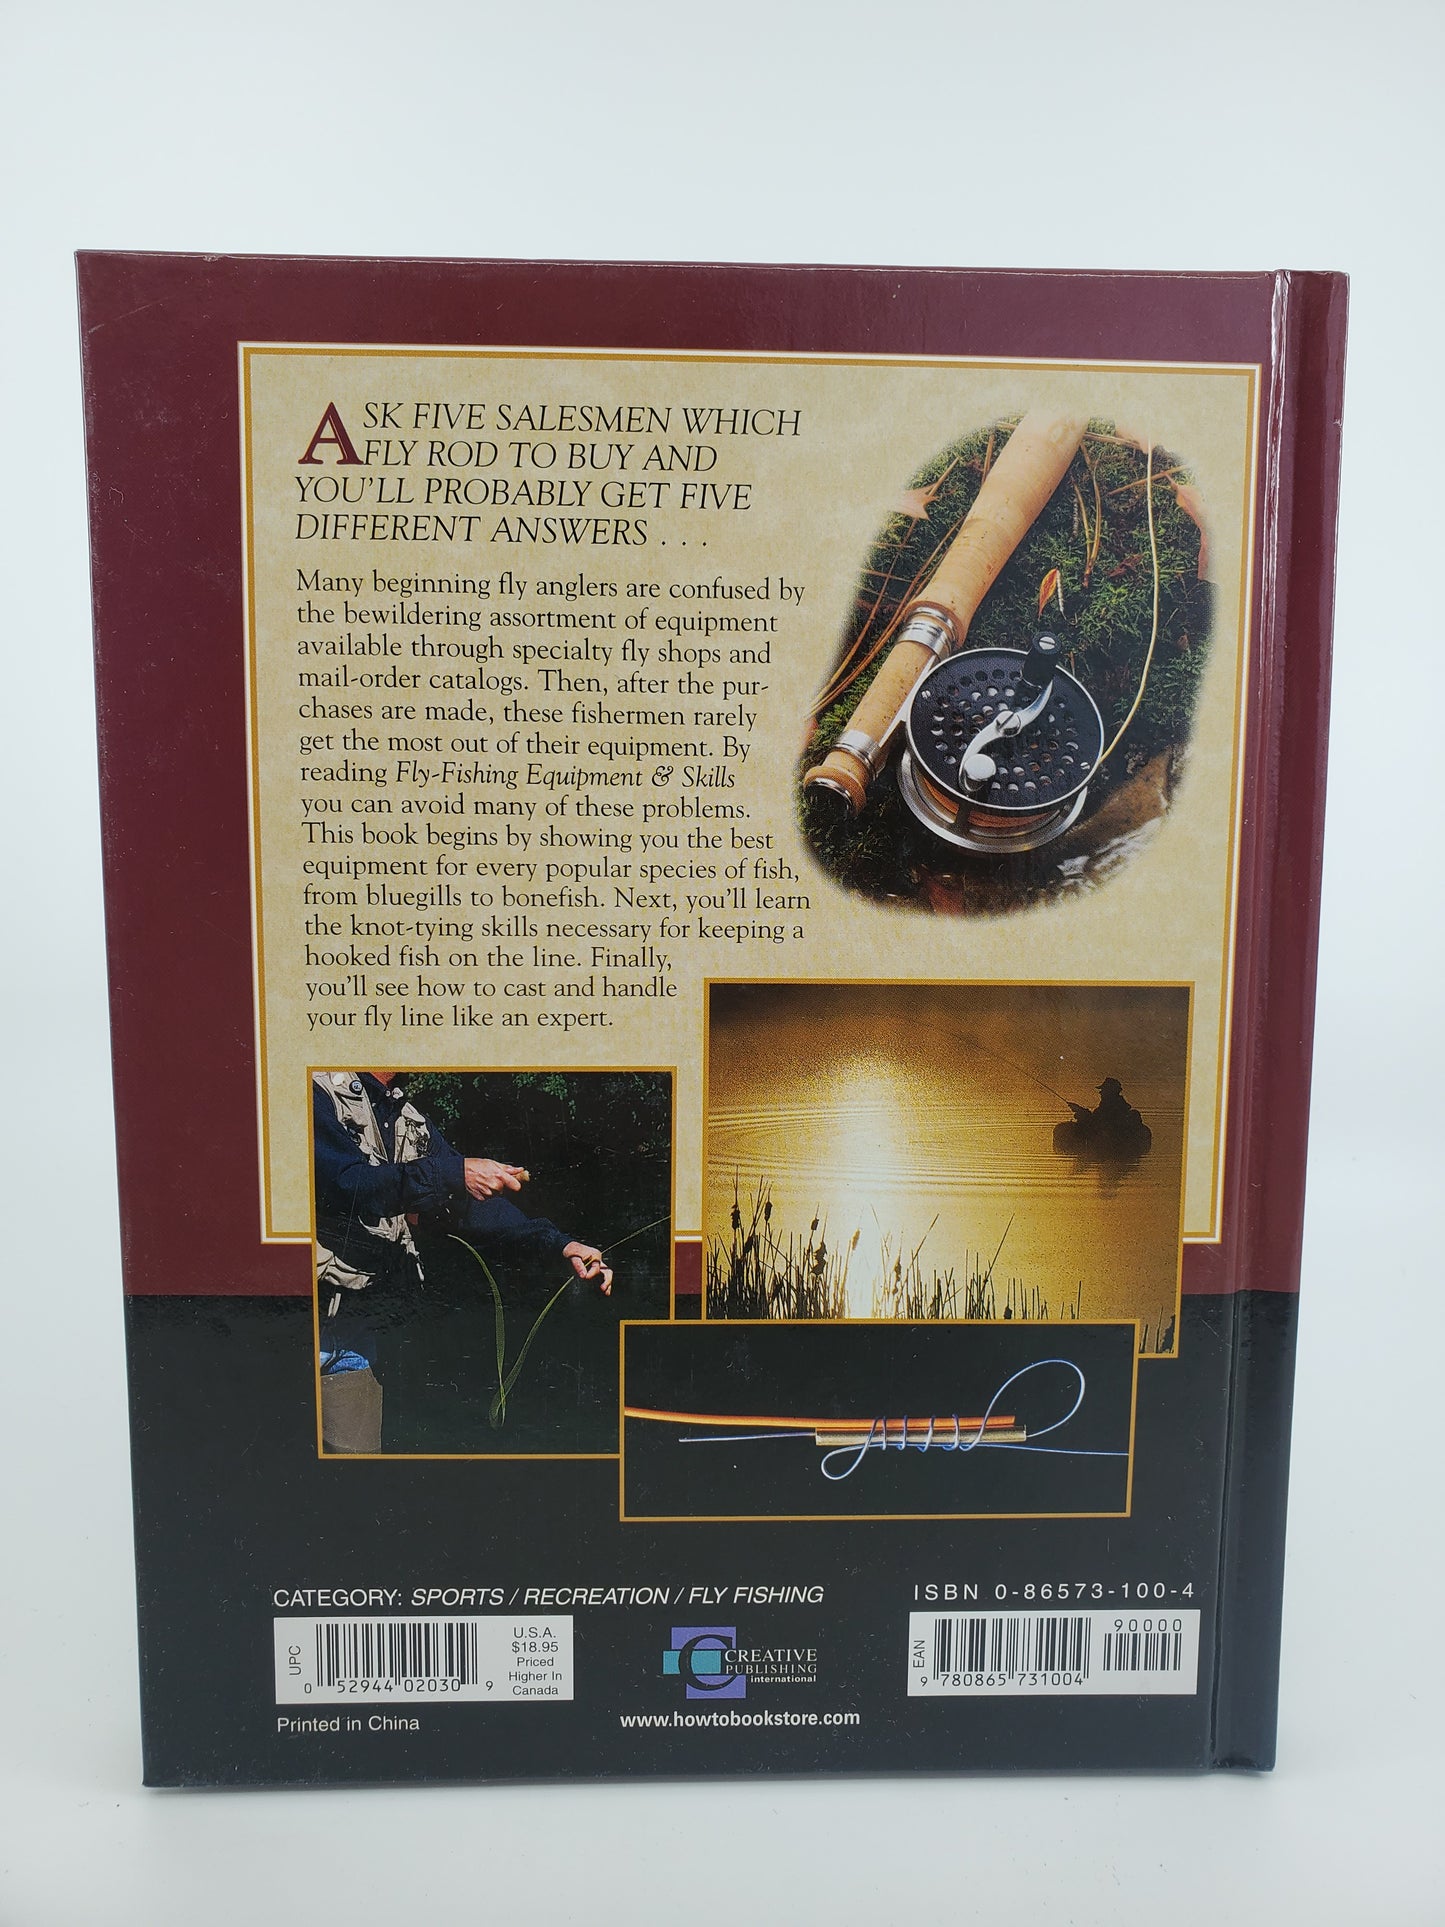 ASK FIVE SALESMEN WHICH
FLY ROD TO BUY AND
YOU'LL PROBABLY GET FIVE
DIFFERENT ANSWERS . . .
Many beginning fly anglers are confused by
the bewildering assortment of equipment
available through specialty fly shops and
mail-order catalogs. Then, after the pur-
chases are made, these fishermen rarely
get the most out of their equipment. By
reading Fly-Fishing Equipment & Skills
you can avoid many of these problems.
This book begins by showing you the best
equipment for every popular species of fish,
from bluegills to bonefish. Next, you'll learn
the knot-tying skills necessary for keeping a
hooked fish on the line. Finally,
you'll see how to cast and handle
your fly line like an expert.
CATEGORY: SPORTS / RECREATION / FLY FISHING
UPC
0 52944 02030 9
U.S.A.
$18.95
Priced
Higher In
Canada
Printed in China
C
CREATIVE
PUBLISHING
international
www.howtobookstore.com
ISBN 0-86573-100-4
EAN
9 780865 731004
90000